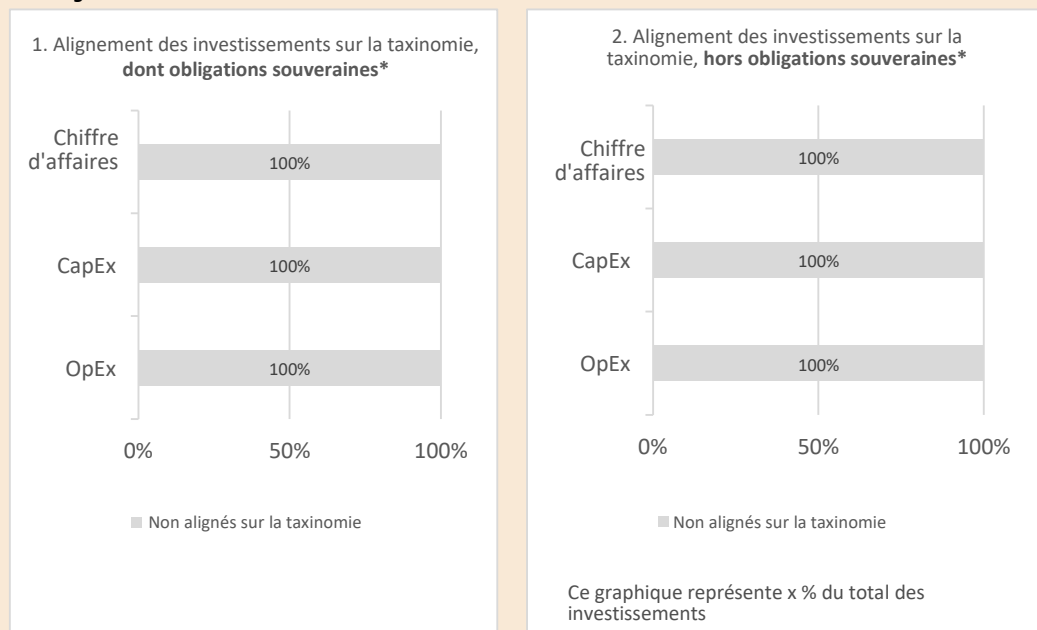 1. Alignement des investissements sur la taxinomie,
dont obligations souveraines*
Chiffre
d'affaires
100%
CapEx
100%
OpEx
100%
0%
50%
100%
Non alignés sur la taxinomie
2. Alignement des investissements sur la
taxinomie, hors obligations souveraines*
Chiffre
d'affaires
100%
CapEx
100%
OpEx
100%
0%
50%
100%
Non alignés sur la taxinomie
Ce graphique représente x % du total des
investissements